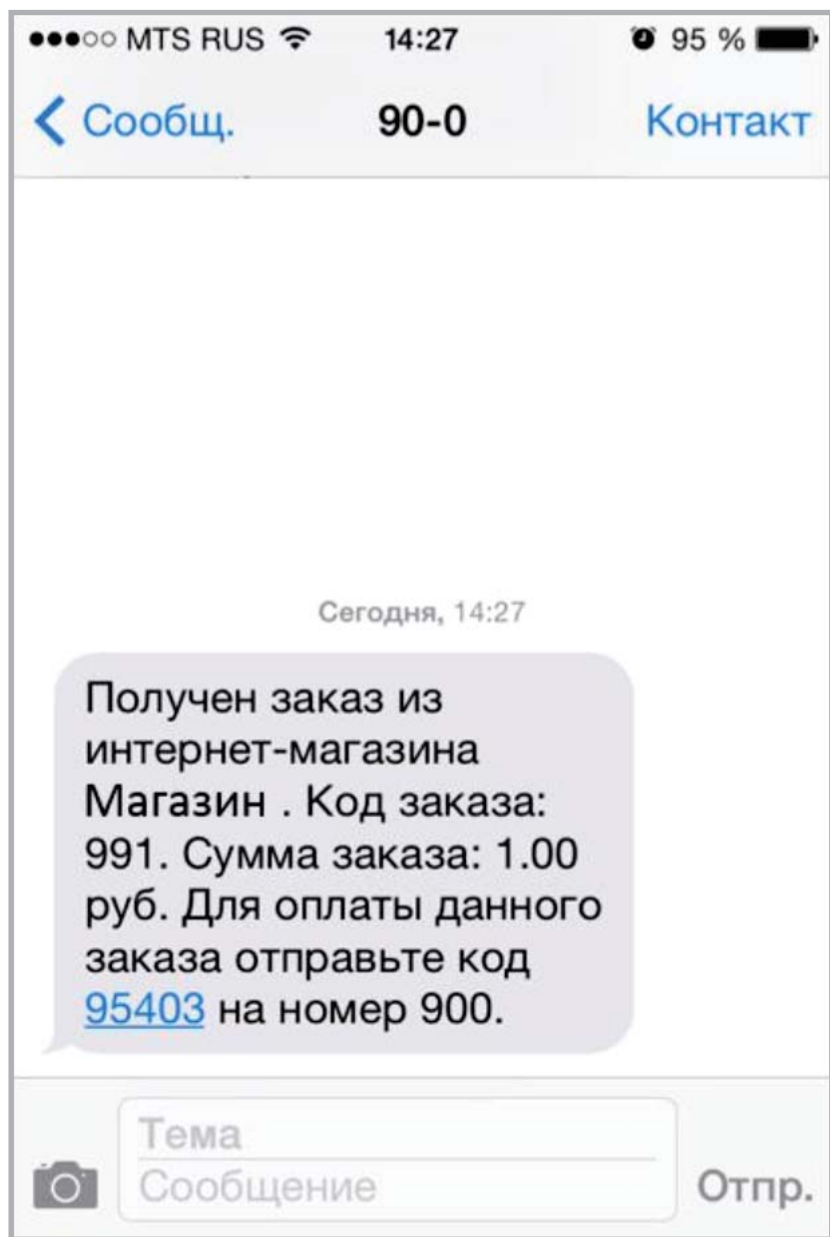 MTS RUS 14:27 95 %
Сообщ. 90-0 Контакт
Сегодня, 14:27
Получен заказ из
интернет-магазина
Магазин . Код заказа:
991. Сумма заказа: 1.00
руб. Для оплаты данного
заказа отправьте код
95403 на номер 900.
Тема
Сообщение
Отпр.